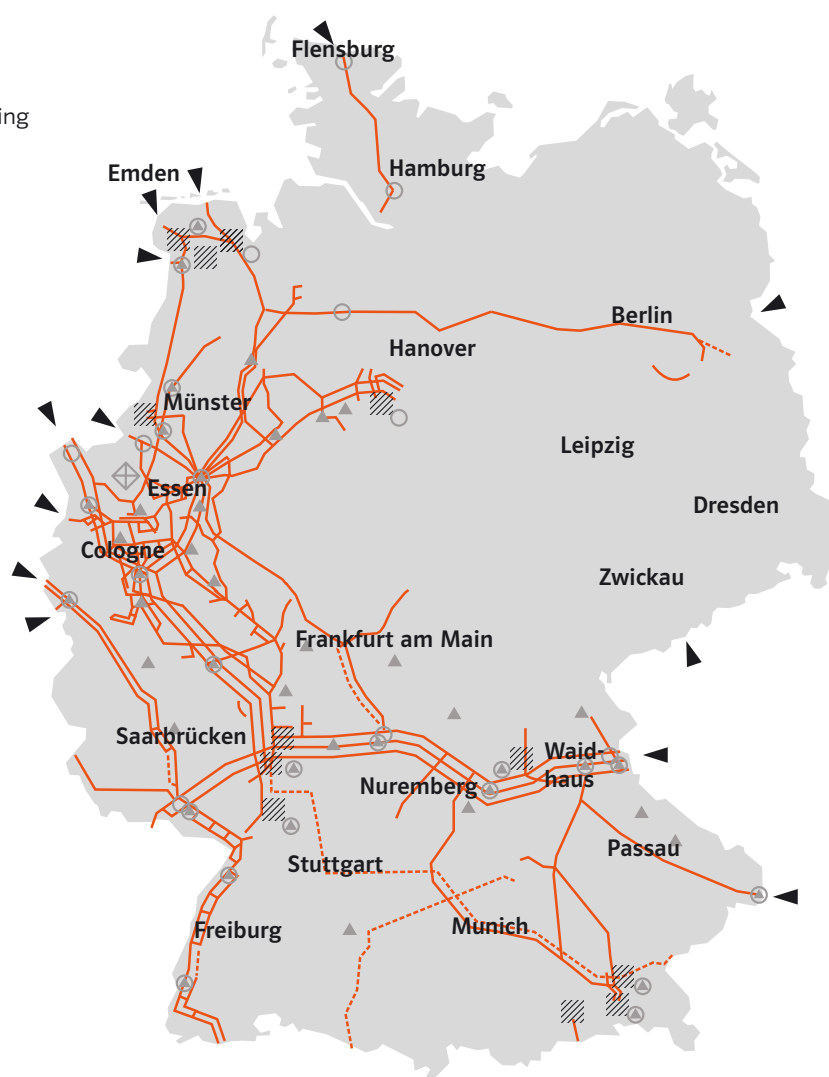 Flensburg
ing
Hamburg
Emden
Berlin
Hanover
Münster
Leipzig
Essen
Dresden
Cologne
Zwickau
Frankfurt am Main
Saarbrücken
Waid-
haus
Nuremberg
Passau
Stuttgart
Munich
Freiburg